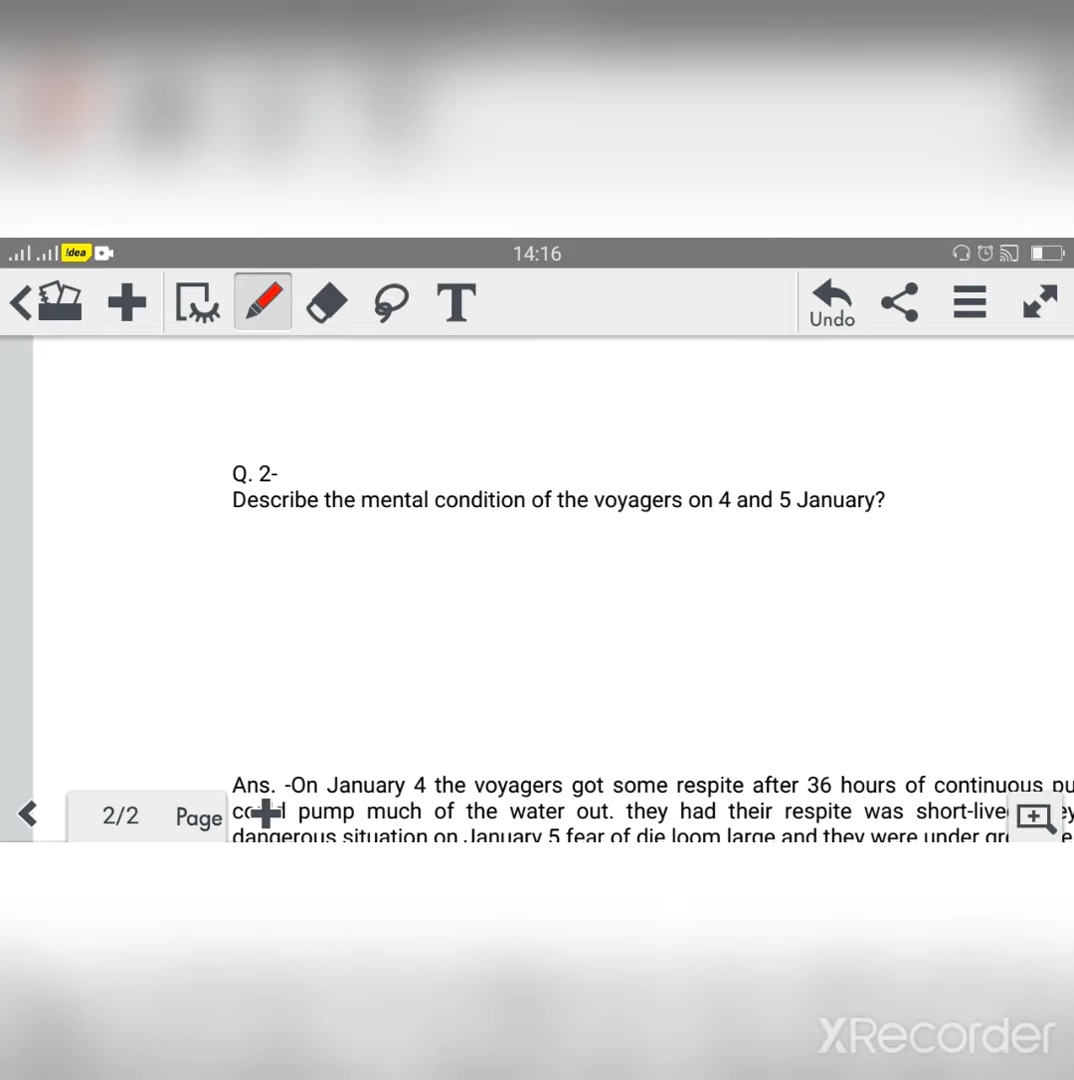 !dea
14:16
Undo
Q. 2-
Describe the mental condition of the voyagers on 4 and 5 January?
Ans. -On January 4 the voyagers got some respite after 36 hours of continuous pu
pump much of the water out. they had their respite was short-live
dangerous situation on January 5 fear of die loom large and they were under gr
2/2 Page
XRecorder